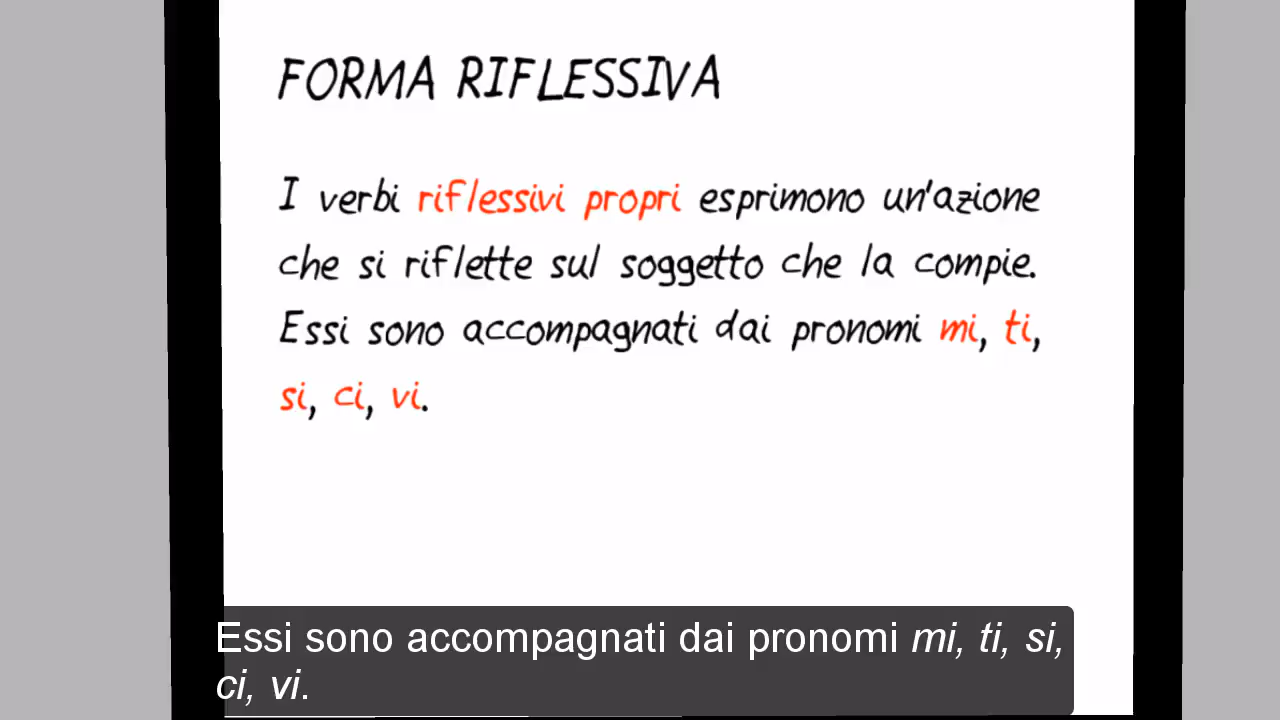 FORMA RIFLESSIVA
I verbi riflessivi propri esprimono un'azione
che si riflette sul soggetto che la compie.
Essi sono accompagnati dai pronomi mi, ti,
si, ci, vi.
Essi sono accompagnati dai pronomi mi, ti, si,
ci, vi.